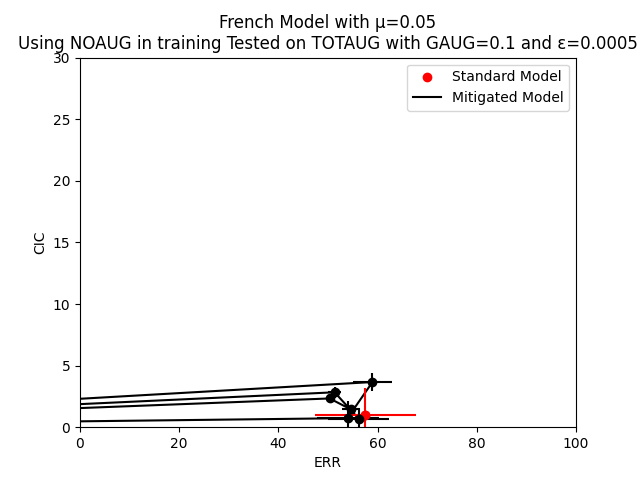 French Model with μ=0.05
Using NOAUG in training Tested on TOTAUG with GAUG=0.1 and ε=0.0005
Standard Model
Mitigated Model
CIC
30
25
20
15
10
5
0
0 20 40 60 80 100
ERR